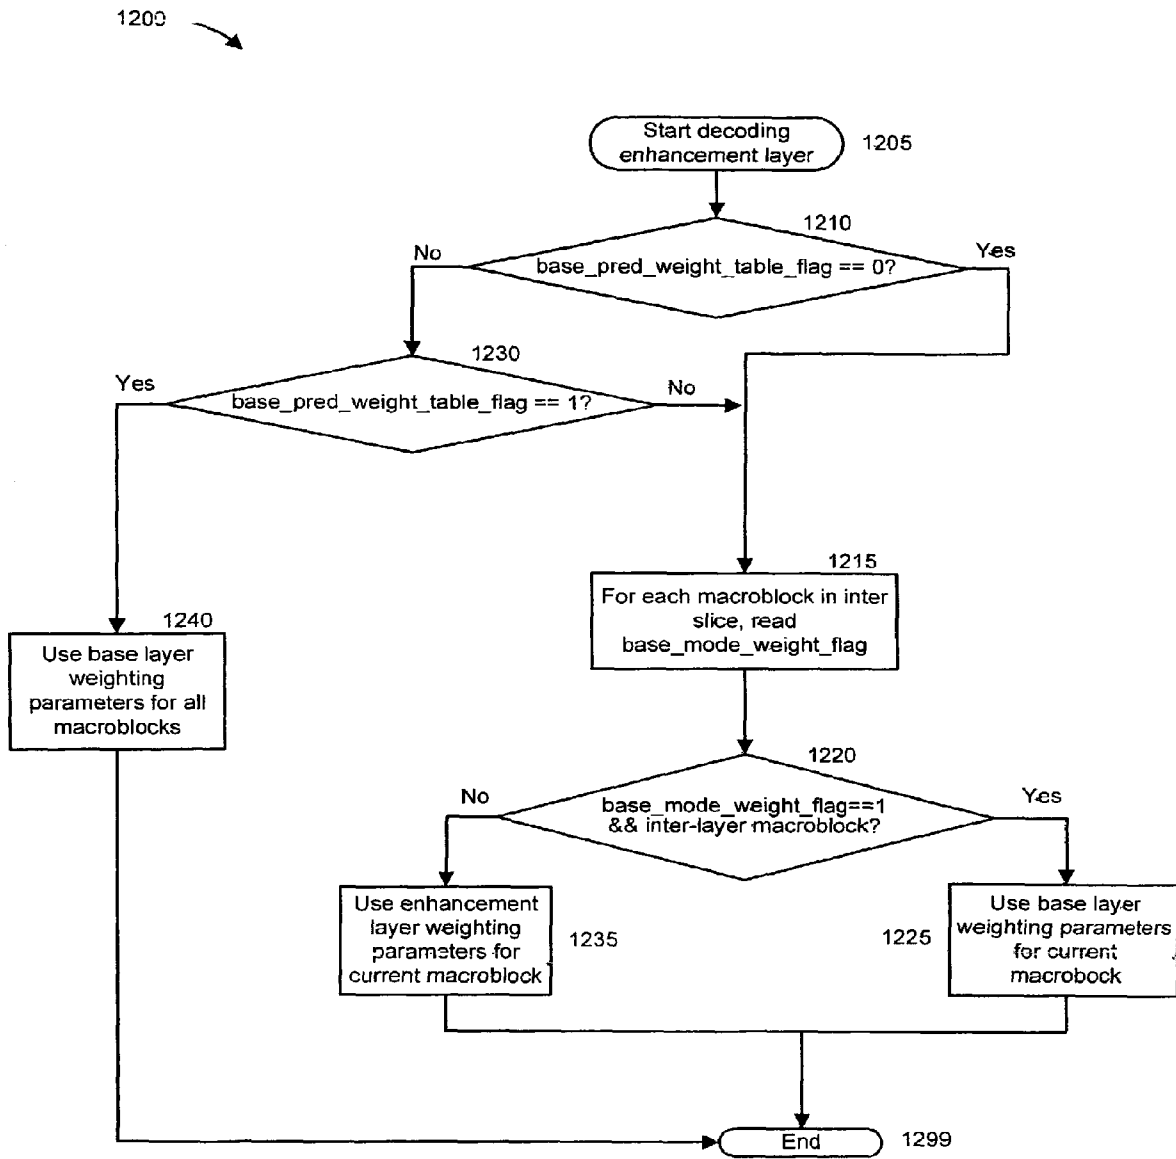 1200
Start decoding
enhancement layer
1205
1210
No
base_pred_weight_table_flag == 0?
Yes
1230
Yes
base_pred_weight_table_flag == 1?
No
1215
For each macroblock in inter
slice, read
base_mode_weight_flag
1240
Use base layer
weighting
parameters for all
macroblocks
1220
No
base_mode_weight_flag==1
&& inter-layer macroblock?
Yes
Use enhancement
layer weighting
parameters for
current macroblock
1235
1225
Use base layer
weighting parameters
for current
macrobock
End
1299